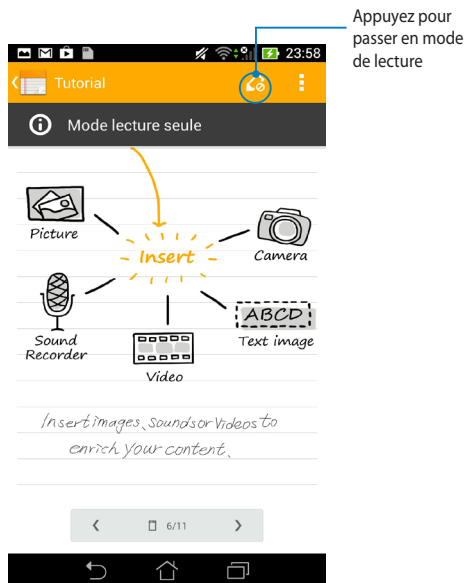 Appuyez pour
passer en mode
de lecture
23:58
Tutorial
Mode lecture seule
Picture
Insert
Camera
Sound
Recorder
ABCD
Text image
Video
Insert images, sounds or Videos to
enrich your content.
6/11